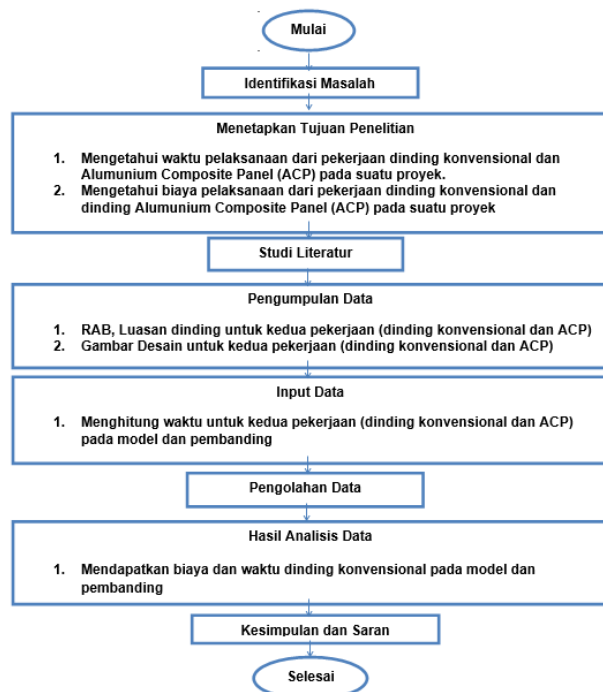 Mulai
Identifikasi Masalah
Menetapkan Tujuan Penelitian
1. Mengetahui waktu pelaksanaan dari pekerjaan dinding konvensional dan
Alumunium Composite Panel (ACP) pada suatu proyek.
2. Mengetahui biaya pelaksanaan dari pekerjaan dinding konvensional dan
dinding Alumunium Composite Panel (ACP) pada suatu proyek
Studi Literatur
Pengumpulan Data
1. RAB, Luasan dinding untuk kedua pekerjaan (dinding konvensional dan ACP)
2. Gambar Desain untuk kedua pekerjaan (dinding konvensional dan ACP)
Input Data
1. Menghitung waktu untuk kedua pekerjaan (dinding konvensional dan ACP)
pada model dan pembanding
Pengolahan Data
Hasil Analisis Data
1. Mendapatkan biaya dan waktu dinding konvensional pada model dan
pembanding
Kesimpulan dan Saran
Selesai